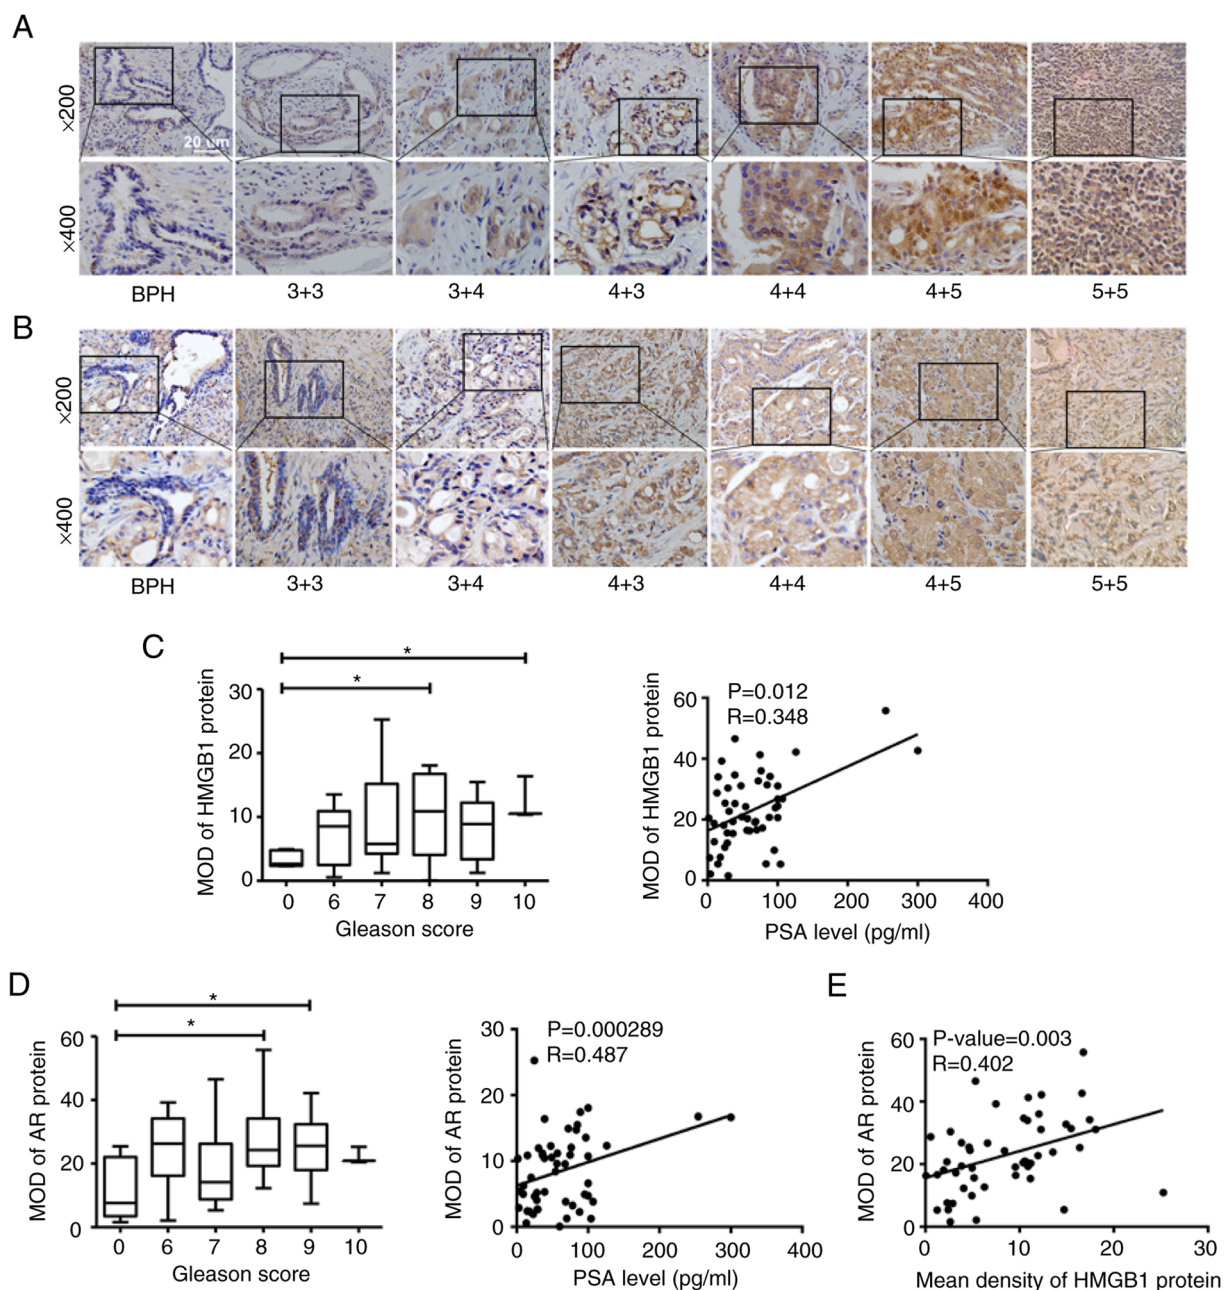 A
×200
20 um
×400
BPH 3+3 3+4 4+3 4+4 4+5 5+5
B
×200
×400
BPH 3+3 3+4 4+3 4+4 4+5 5+5
C
*
*
MOD of HMGB1 protein
30
20
10
0
0 6 7 8 9 10
Gleason score
P=0.012
R=0.348
MOD of HMGB1 protein
60
40
20
0
0 100 200 300 400
PSA level (pg/ml)
D
*
*
MOD of AR protein
60
40
20
0
0 6 7 8 9 10
Gleason score
P=0.000289
R=0.487
MOD of AR protein
30
20
10
0
0 100 200 300 400
PSA level (pg/ml)
E
P-value=0.003
R=0.402
MOD of AR protein
60
40
20
0
0 10 20 30
Mean density of HMGB1 protein